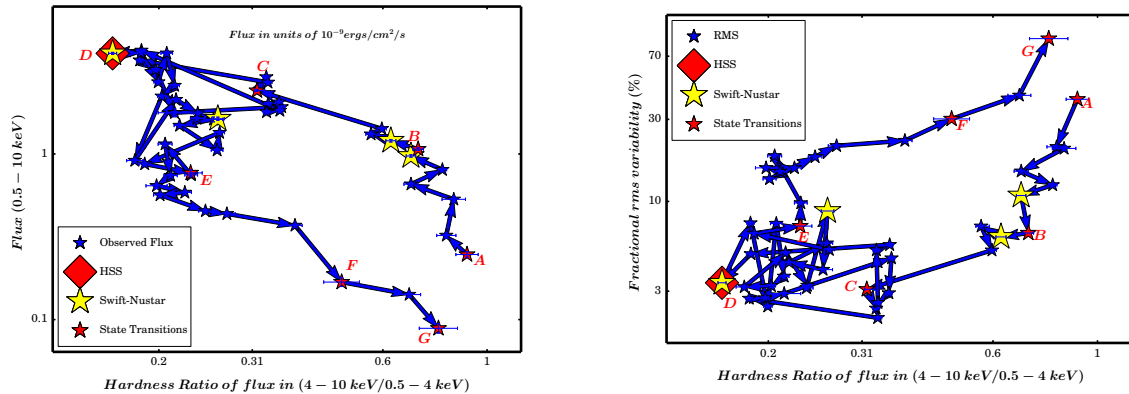 Flux in units of 10⁻⁹ergs/cm²/s
D
C
B
E
A
F
G
Flux (0.5 − 10 keV)
1
0.1
Observed Flux
HSS
Swift-Nustar
State Transitions
0.2
0.31
0.6
1
Hardness Ratio of flux in (4 − 10 keV/0.5 − 4 keV)
RMS
HSS
Swift-Nustar
State Transitions
G
A
F
B
E
C
D
Fractional rms variability (%)
70
30
10
3
0.2
0.31
0.6
1
Hardness Ratio of flux in (4 − 10 keV/0.5 − 4 keV)